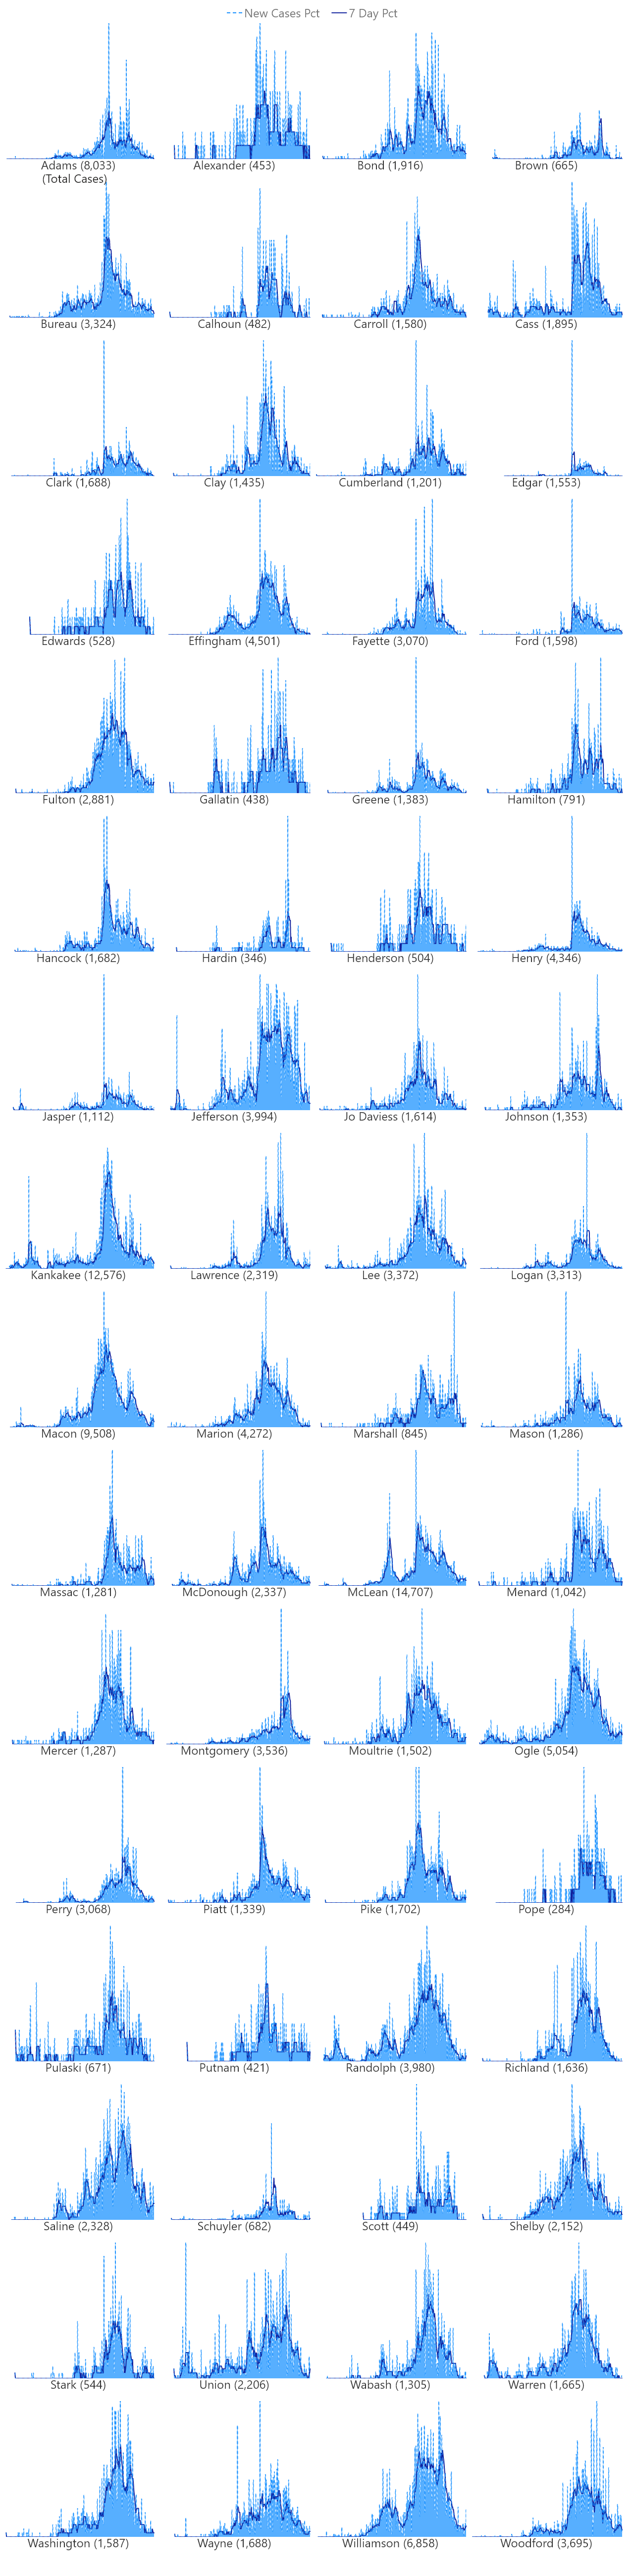 New Cases Pct 7 Day Pct
Adams (8,033) Alexander (453) Bond (1,916) Brown (665)
(Total Cases)
Bureau (3,324) Calhoun (482) Carroll (1,580) Cass (1,895)
Clark (1,688) Clay (1,435) Cumberland (1,201) Edgar (1,553)
Edwards (528) Effingham (4,501) Fayette (3,070) Ford (1,598)
Fulton (2,881) Gallatin (438) Greene (1,383) Hamilton (791)
Hancock (1,682) Hardin (346) Henderson (504) Henry (4,346)
Jasper (1,112) Jefferson (3,994) Jo Daviess (1,614) Johnson (1,353)
Kankakee (12,576) Lawrence (2,319) Lee (3,372) Logan (3,313)
Macon (9,508) Marion (4,272) Marshall (845) Mason (1,286)
Massac (1,281) McDonough (2,337) McLean (14,707) Menard (1,042)
Mercer (1,287) Montgomery (3,536) Moultrie (1,502) Ogle (5,054)
Perry (3,068) Piatt (1,339) Pike (1,702) Pope (284)
Pulaski (671) Putnam (421) Randolph (3,980) Richland (1,636)
Saline (2,328) Schuyler (682) Scott (449) Shelby (2,152)
Stark (544) Union (2,206) Wabash (1,305) Warren (1,665)
Washington (1,587) Wayne (1,688) Williamson (6,858) Woodford (3,695)